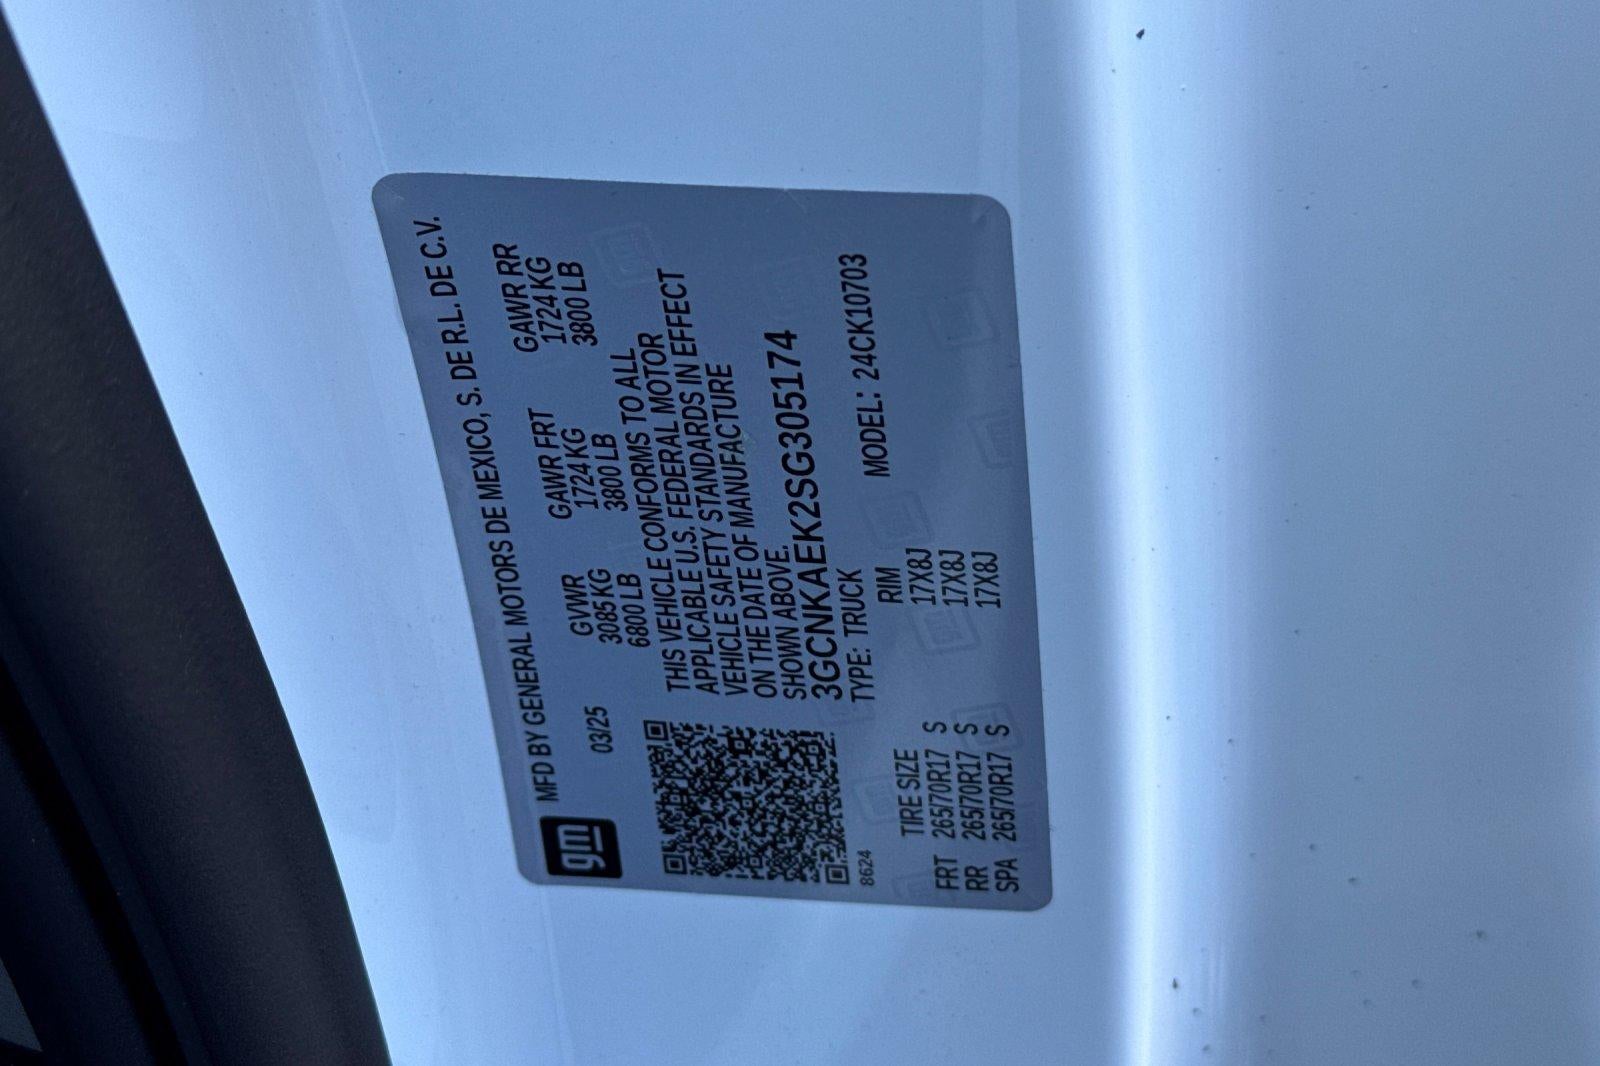 gm
MFD BY GENERAL MOTORS DE MEXICO, S. DE R.L. DE C.V.
03/25 GVWR GAWR FRT GAWR RR
3085 KG 1724 KG 1724 KG
6800 LB 3800 LB 3800 LB
THIS VEHICLE CONFORMS TO ALL
APPLICABLE U.S. FEDERAL MOTOR
VEHICLE SAFETY STANDARDS IN EFFECT
ON THE DATE OF MANUFACTURE
SHOWN ABOVE.
3GCNKAEK2SG305174
TYPE: TRUCK MODEL: 24CK10703
8624
TIRE SIZE RIM
FRT 265/70R17 S 17X8J
RR 265/70R17 S 17X8J
SPA 265/70R17 S 17X8J